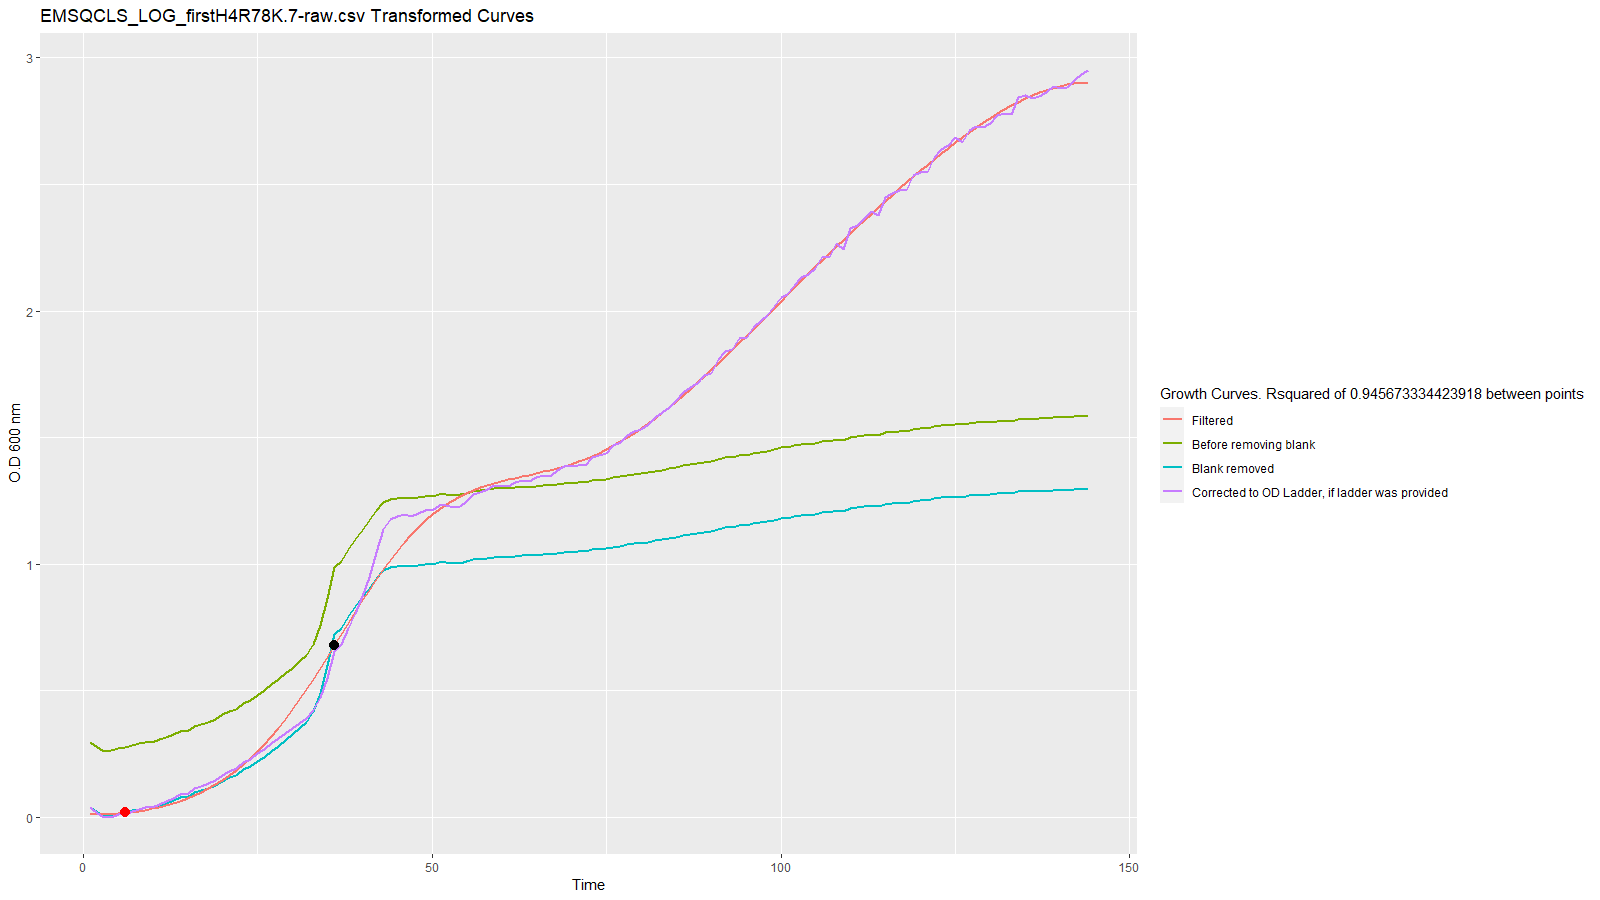 EMSQCLS_LOG_firstH4R78K.7-raw.csv Transformed Curves
3
2
1
0
O.D 600 nm
0 50 100 150
Time
Growth Curves. Rsquared of 0.945673334423918 between points
Filtered
Before removing blank
Blank removed
Corrected to OD Ladder, if ladder was provided